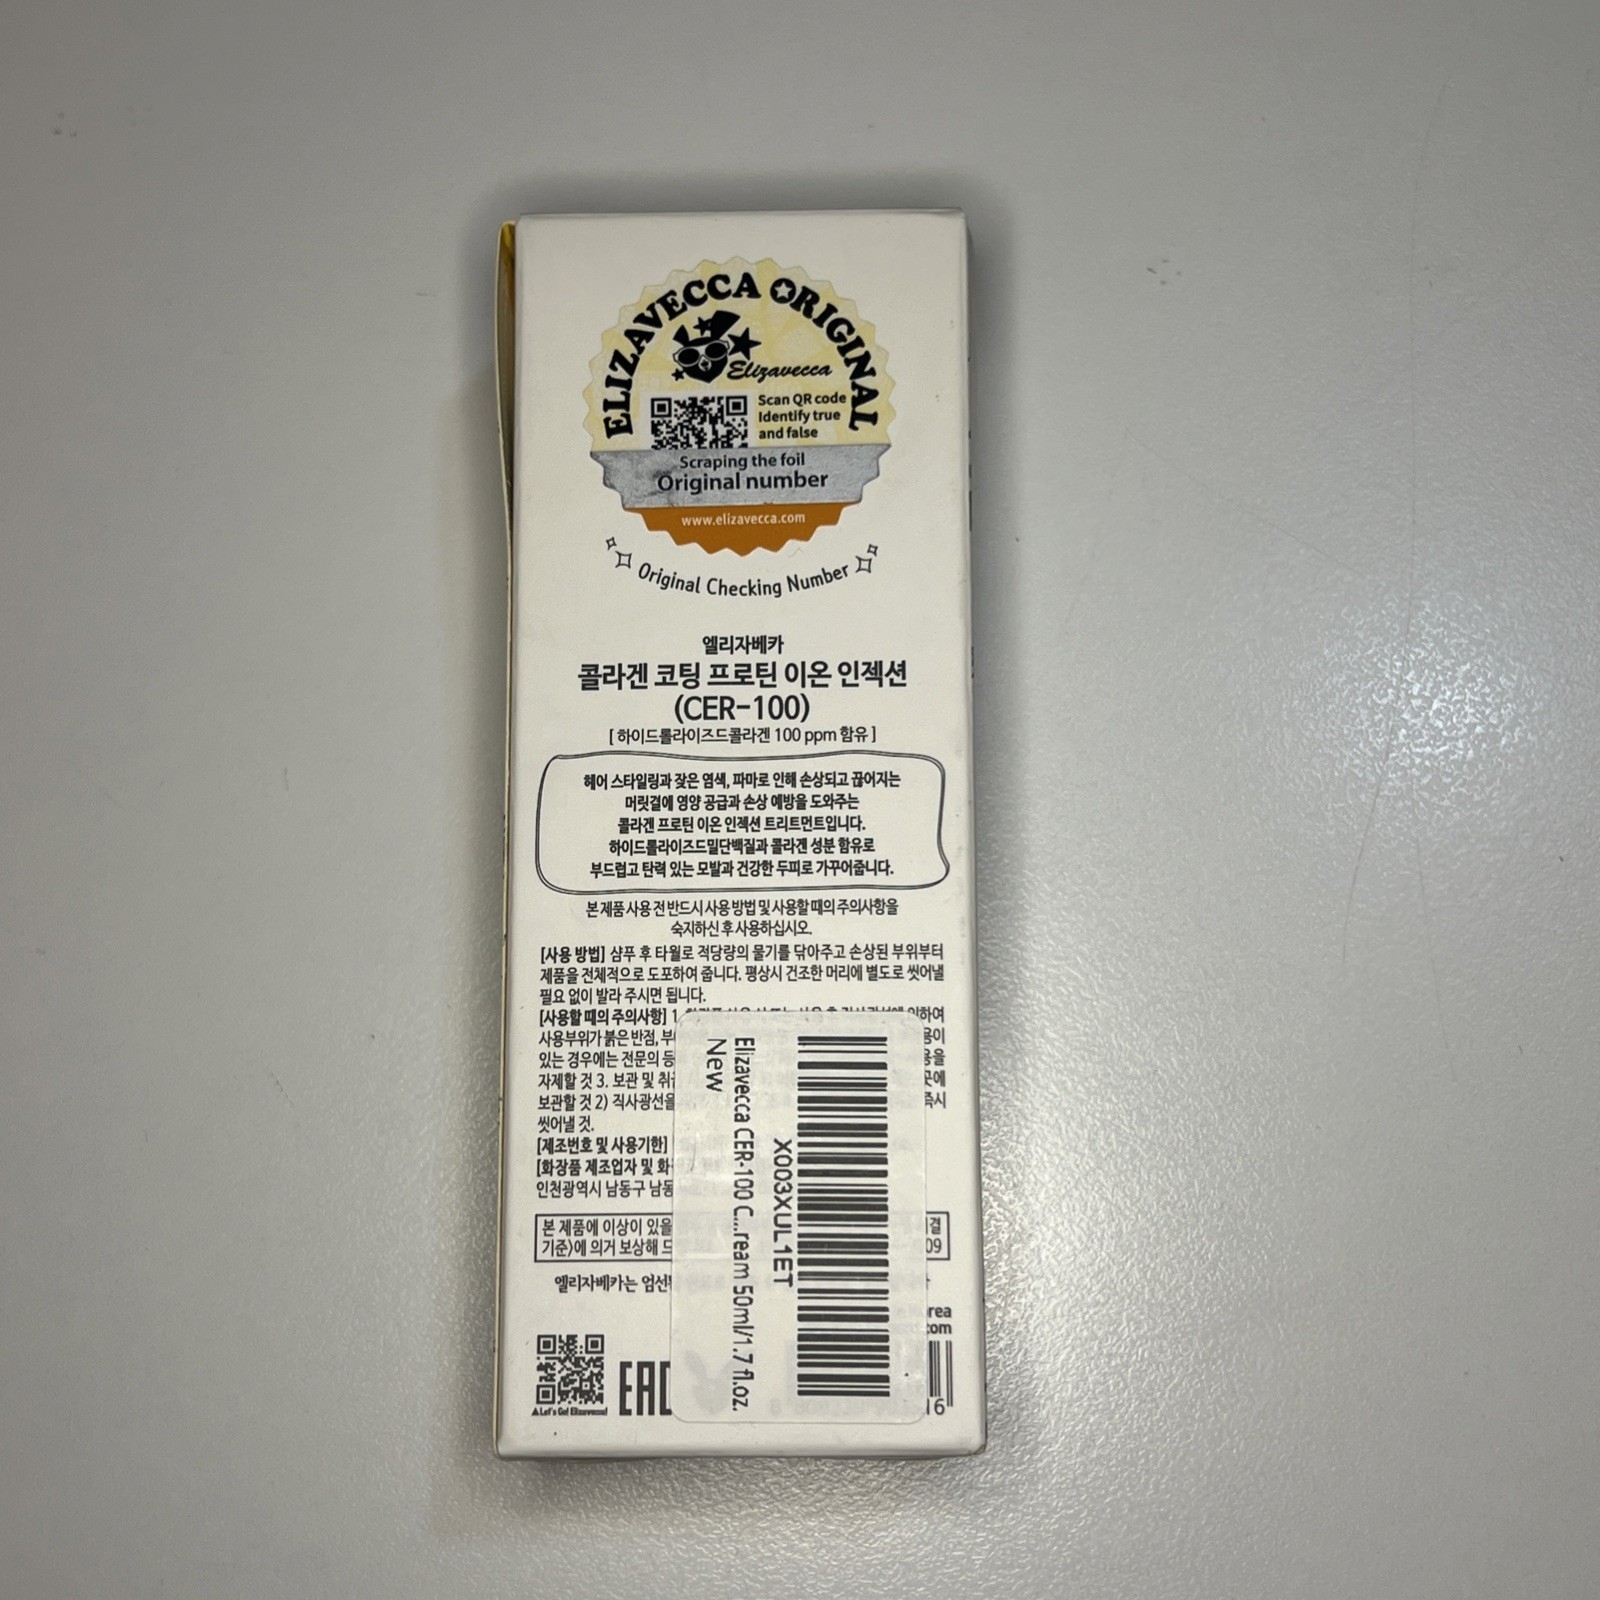 ELIZAVECCA ORIGINAL
Elizavecca
Scan QR code
Identify true
and false
Scraping the foil
Original number
www.elizavecca.com
Original Checking Number
엘리자베카
콜라겐 코팅 프로틴 이온 인젝션
(CER-100)
[ 하이드롤라이즈드콜라겐 100 ppm 함유 ]
헤어 스타일링과 잦은 염색, 파마로 인해 손상되고 끊어지는
머릿결에 영양 공급과 손상 예방을 도와주는
콜라겐 프로틴 이온 인젝션 트리트먼트입니다.
하이드롤라이즈드밀단백질과 콜라겐 성분 함유로
부드럽고 탄력 있는 모발과 건강한 두피로 가꾸어줍니다.
본 제품 사용 전 반드시 사용 방법 및 사용할 때의 주의사항을
숙지하신 후 사용하십시오.
[사용 방법] 샴푸 후 타월로 적당량의 물기를 닦아주고 손상된 부위부터
제품을 전체적으로 도포하여 줍니다. 평상시 건조한 머리에 별도로 씻어낼
필요 없이 발라 주시면 됩니다.
[사용할 때의 주의사항] 1.
사용부위가 붉은 반점,
있는 경우에는 전문의
자제할 것 3. 보관 및
곳에
보관할 것 2) 직사광선을
즉시
씻어낼 것.
[제조번호 및 사용기한]
[화장품 제조업자 및
인천광역시 남동구
본 제품에 이상이 있을
기준)에 의거 보상해
09
엘리자베카는
rea
.com
▲Let's Go! Elizavecca!
EAC
16
Elizavecca CER-100 C...ream 50ml/1.7 fl.oz.
New
X003XUL1ET